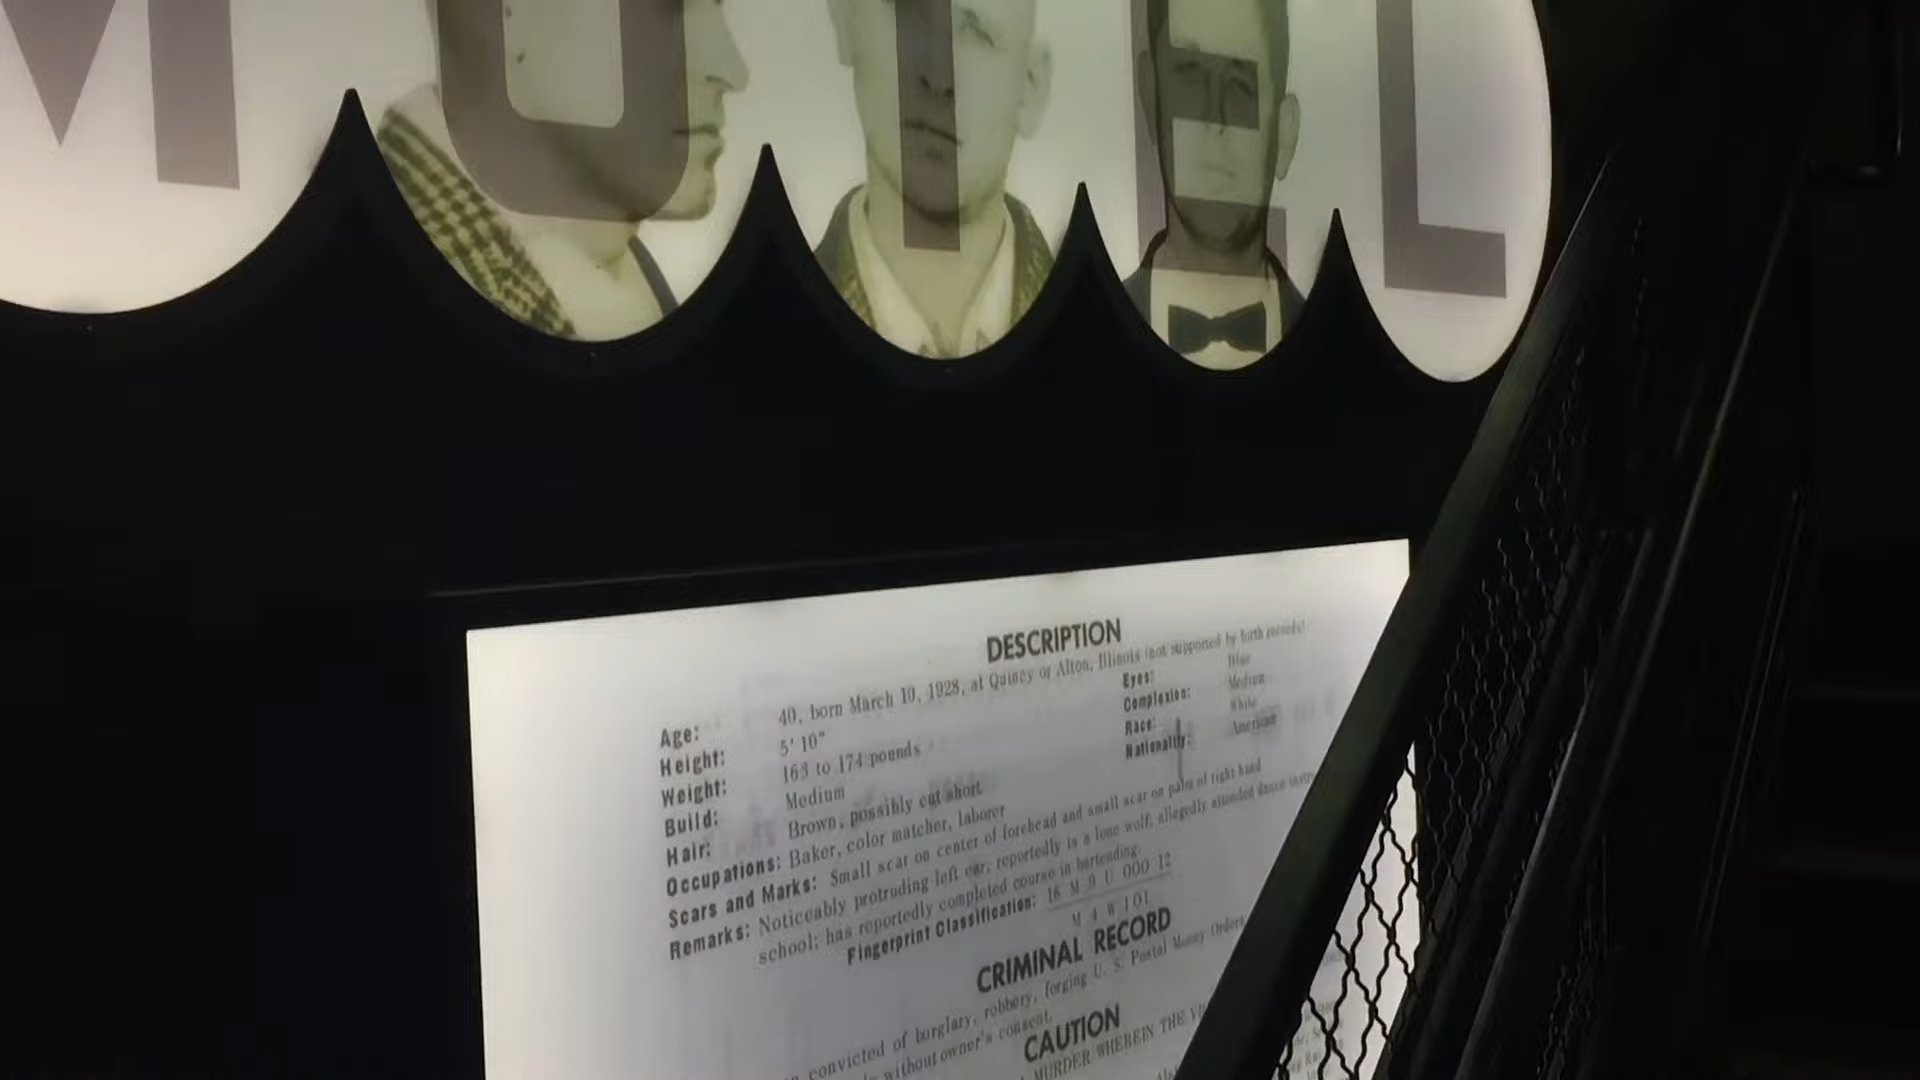 MOTEL
DESCRIPTION
Age: 40, born March 10, 1928, at Quincy or Alton, Illinois (not supported by birth records)
Height: 5' 10" Eyes: Blue
Weight: 163 to 174 pounds Complexion: Medium
Build: Medium Race: White
Hair: Brown, possibly cut short Nationality: American
Occupations: Baker, color matcher, laborer
Scars and Marks: Small scar on center of forehead and small scar on palm of right hand
Remarks: Noticeably protruding left ear, reportedly is a lone wolf, allegedly attended dance
school; has reportedly completed course in bartending.
Fingerprint Classification: 16 M 9 U 000 12
M 4 W IOI
CRIMINAL RECORD
convicted of burglary, robbery, forging U. S. Postal Money Orders
without owner's consent.
CAUTION
MURDER WHEREIN THE